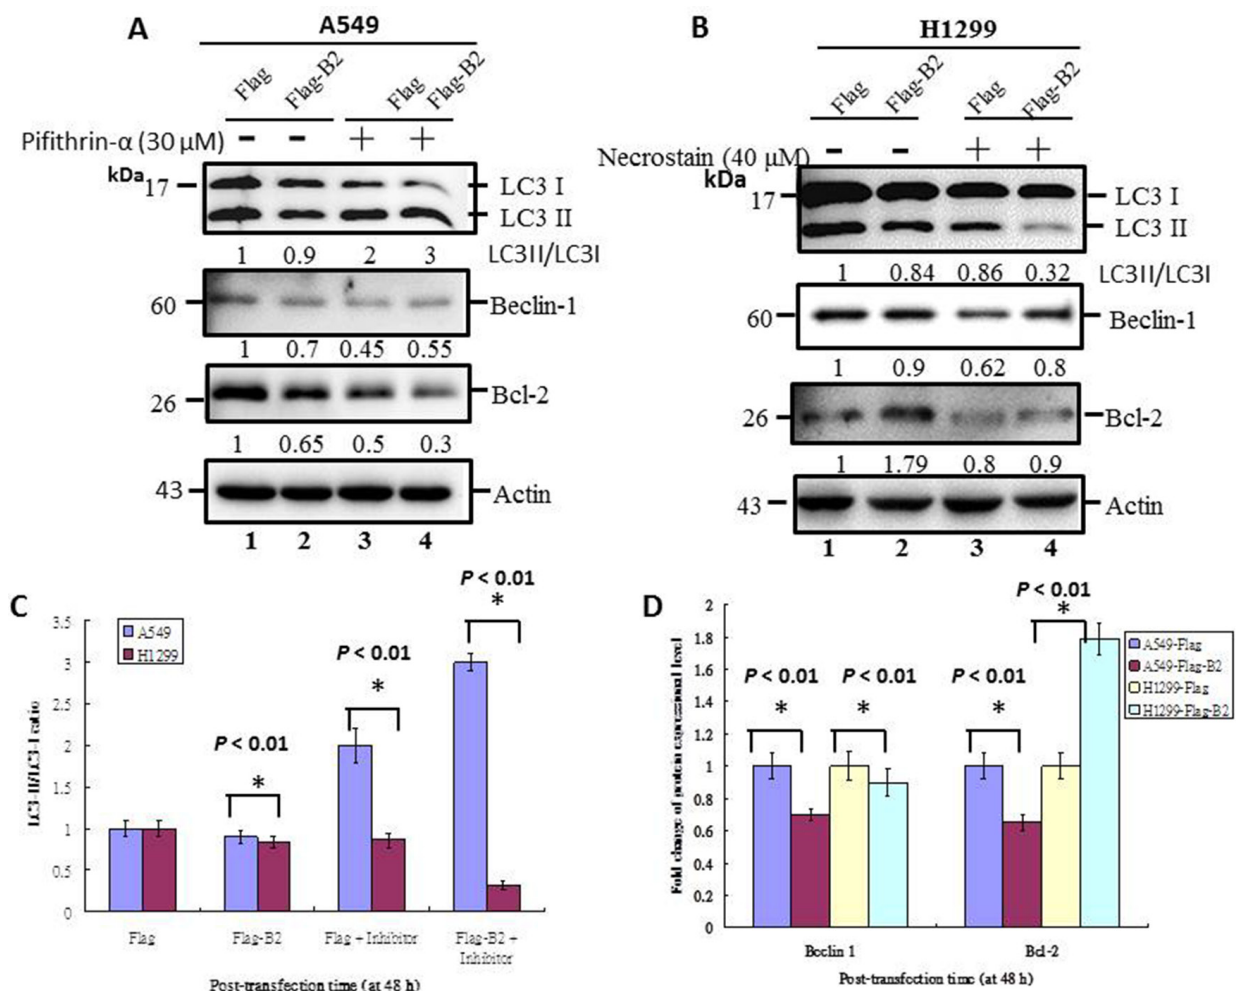 A
A549
Flag
Flag-B2
Flag
Flag-B2
Pifithrin-α (30 μM) - - + +
kDa
17
LC3 I
LC3 II
1 0.9 2 3 LC3II/LC3I
60
Beclin-1
1 0.7 0.45 0.55
26
Bcl-2
1 0.65 0.5 0.3
43
Actin
1 2 3 4
B
H1299
Flag
Flag-B2
Flag
Flag-B2
Necrostain (40 μM) - - + +
kDa
17
LC3 I
LC3 II
1 0.84 0.86 0.32 LC3II/LC3I
60
Beclin-1
1 0.9 0.62 0.8
26
Bcl-2
1 1.79 0.8 0.9
43
Actin
1 2 3 4
C
P < 0.01
*
P < 0.01
*
P < 0.01
*
A549
H1299
3.5
3
2.5
2
1.5
1
0.5
0
LC3-II/LC3-I ratio
Flag
Flag-B2
Flag + Inhibitor
Flag-B2 +
Inhibitor
Post-transfection time (at 48 h)
D
P < 0.01
*
P < 0.01
*
P < 0.01
*
P < 0.01
*
A549-Flag
A549-Flag-B2
H1299-Flag
H1299-Flag-B2
2
1.8
1.6
1.4
1.2
1
0.8
0.6
0.4
0.2
0
Fold change of protein expressional level
Beclin 1
Bcl-2
Post-transfection time (at 48 h)